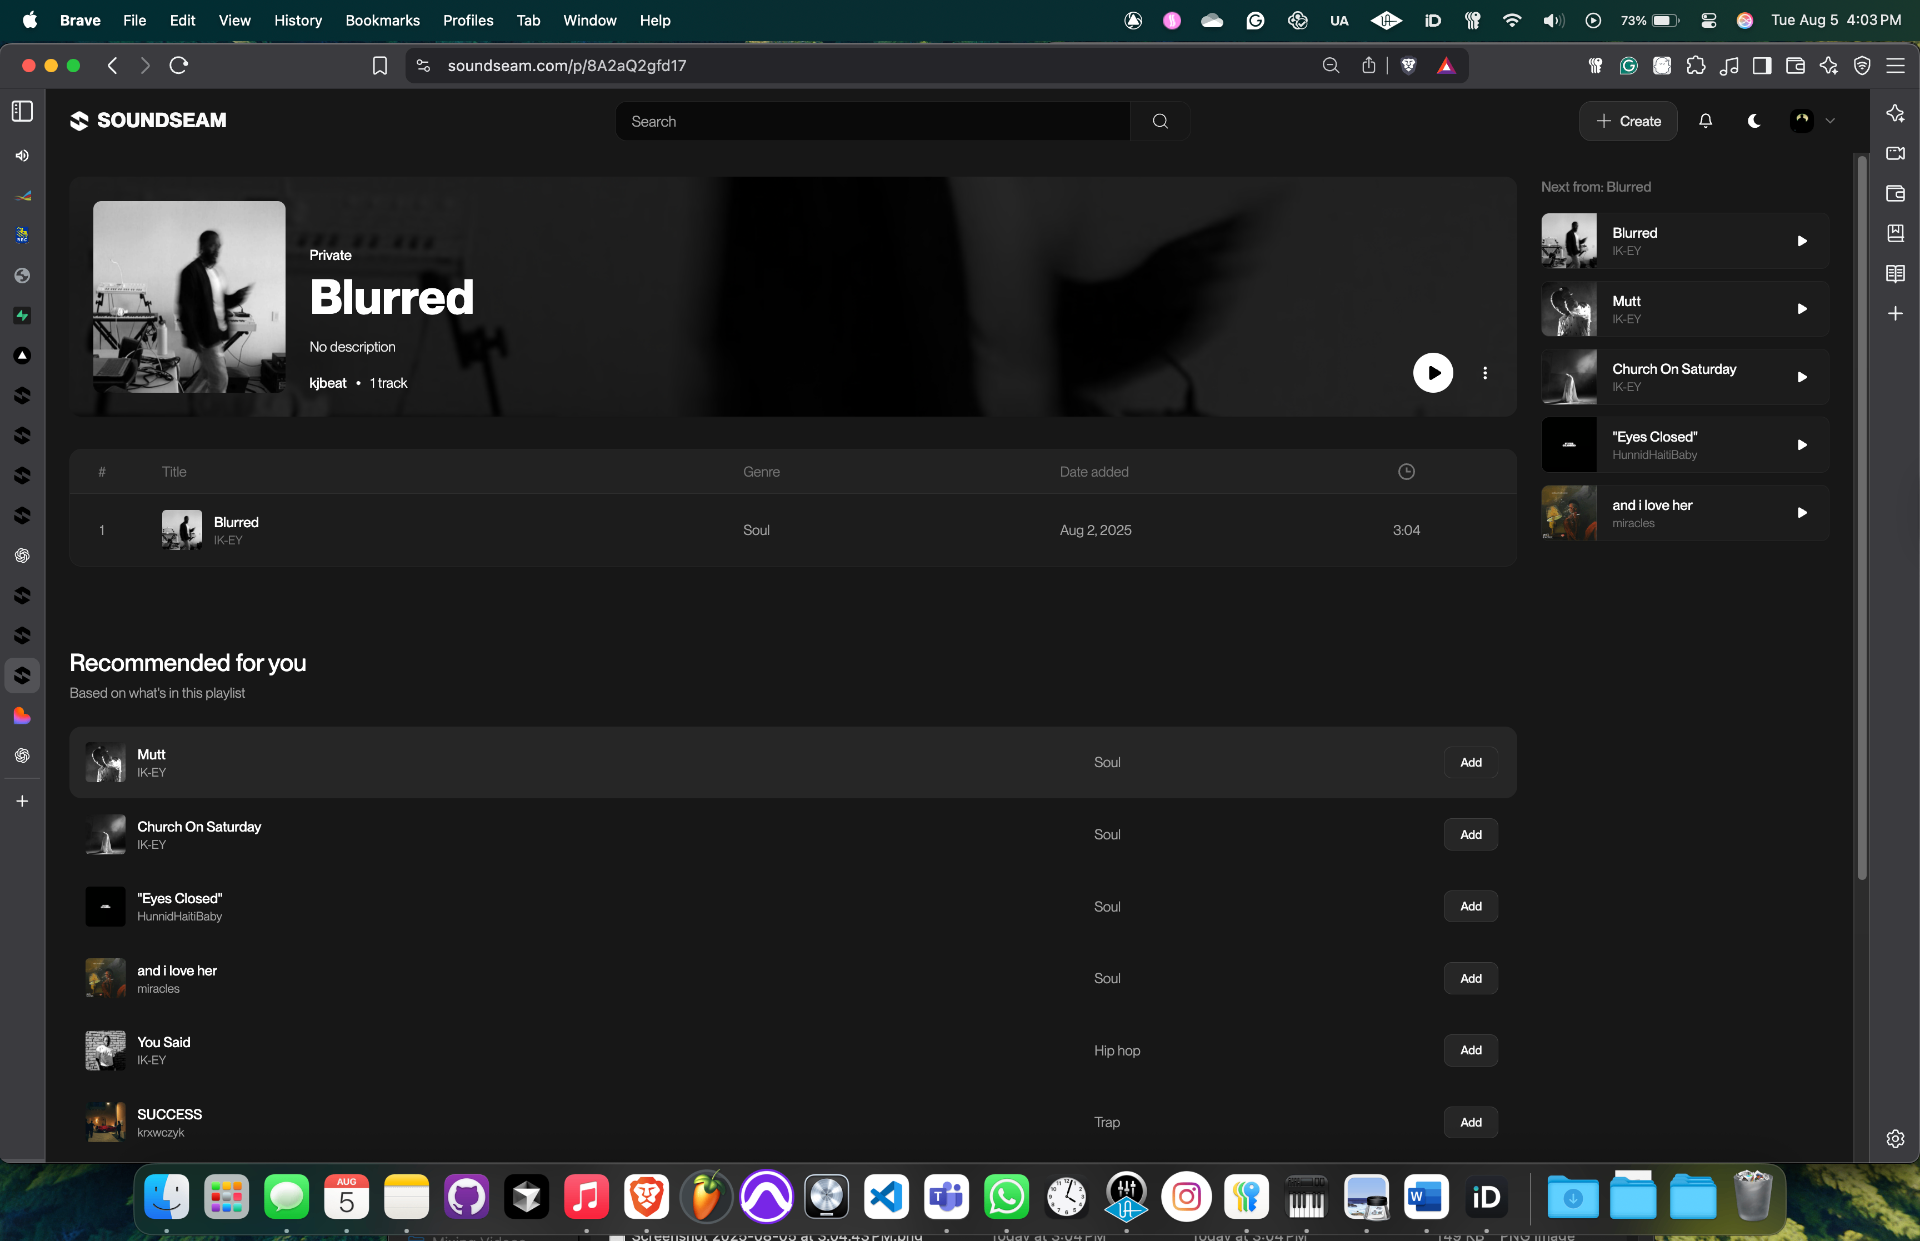 Brave File Edit View History Bookmarks Profiles Tab Window Help
UA iD 73% Tue Aug 5 4:03 PM
soundseam.com/p/8A2aQ2gfd17
SOUNDSEAM
Search
Create
Private
Blurred
No description
kjbeat • 1 track
Next from: Blurred
Blurred
IK-EY
Mutt
IK-EY
Church On Saturday
IK-EY
"Eyes Closed"
HunnidHaitiBaby
and i love her
miracles
# Title Genre Date added
1 Blurred Soul Aug 2, 2025 3:04
IK-EY
Recommended for you
Based on what's in this playlist
Mutt
IK-EY
Soul
Add
Church On Saturday
IK-EY
Soul
Add
"Eyes Closed"
HunnidHaitiBaby
Soul
Add
and i love her
miracles
Soul
Add
You Said
IK-EY
Hip hop
Add
SUCCESS
krxwczyk
Trap
Add
AUG
5
iD